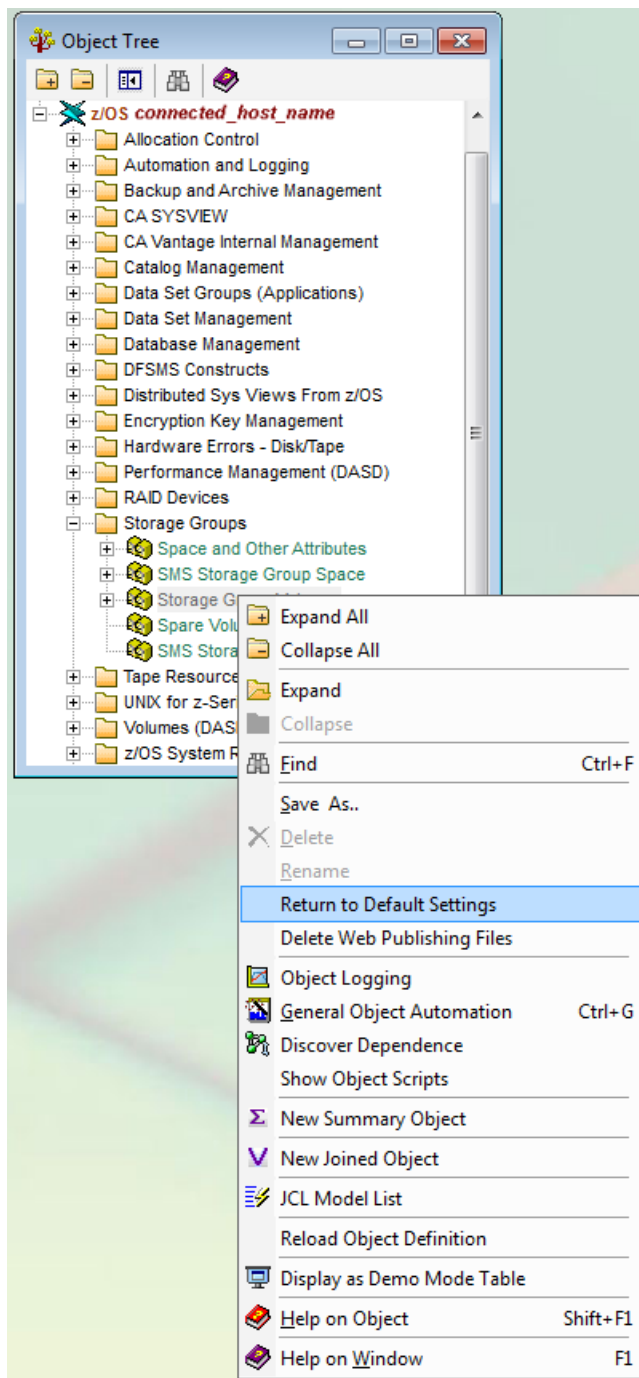 Object Tree
z/OS connected_host_name
Allocation Control
Automation and Logging
Backup and Archive Management
CA SYSVIEW
CA Vantage Internal Management
Catalog Management
Data Set Groups (Applications)
Data Set Management
Database Management
DFSMS Constructs
Distributed Sys Views From z/OS
Encryption Key Management
Hardware Errors - Disk/Tape
Performance Management (DASD)
RAID Devices
Storage Groups
Space and Other Attributes
SMS Storage Group Space
Storage G
Spare Volu
SMS Stora
Tape Resource
UNIX for z-Ser
Volumes (DAS
z/OS System R
Expand All
Collapse All
Expand
Collapse
Find Ctrl+F
Save As..
Delete
Rename
Return to Default Settings
Delete Web Publishing Files
Object Logging
General Object Automation Ctrl+G
Discover Dependence
Show Object Scripts
New Summary Object
New Joined Object
JCL Model List
Reload Object Definition
Display as Demo Mode Table
Help on Object Shift+F1
Help on Window F1